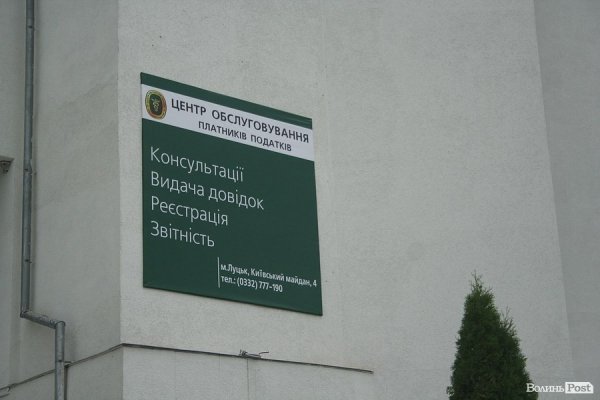 ЦЕНТР ОБСЛУГОВУВАННЯ
ПЛАТНИКІВ ПОДАТКІВ
Консультації
Видача довідок
Реєстрація
Звітність
м.Луцьк, Київський майдан, 4
тел.: (0332) 777-190
Волинь Post